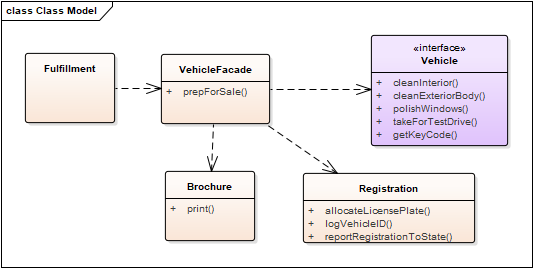 class Class Model
Fulfillment
VehicleFacade
+ prepForSale()
«interface»
Vehicle
+ cleanInterior()
+ cleanExteriorBody()
+ polishWindows()
+ takeForTestDrive()
+ getKeyCode()
Brochure
+ print()
Registration
+ allocateLicensePlate()
+ logVehicleID()
+ reportRegistrationToState()